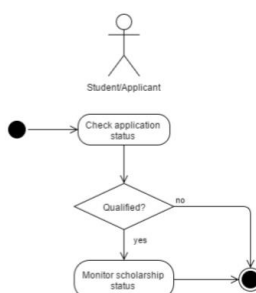 Student/Applicant
Check application
status
Qualified?
no
yes
Monitor scholarship
status